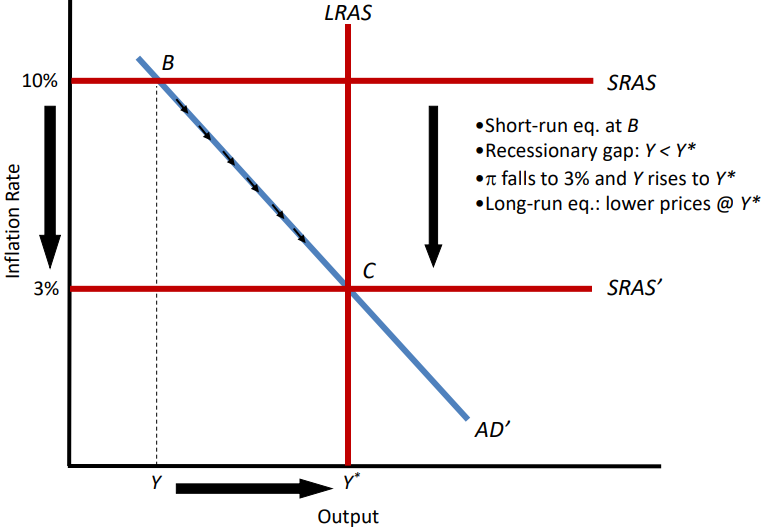 LRAS
B
10%
SRAS
•Short-run eq. at B
•Recessionary gap: Y < Y*
•π falls to 3% and Y rises to Y*
•Long-run eq.: lower prices @ Y*
Inflation Rate
C
3%
SRAS’
AD’
Y
Y*
Output